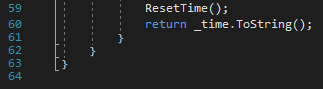 59 ResetTime();
60 return _time.ToString();
61 }
62 }
63 }
64